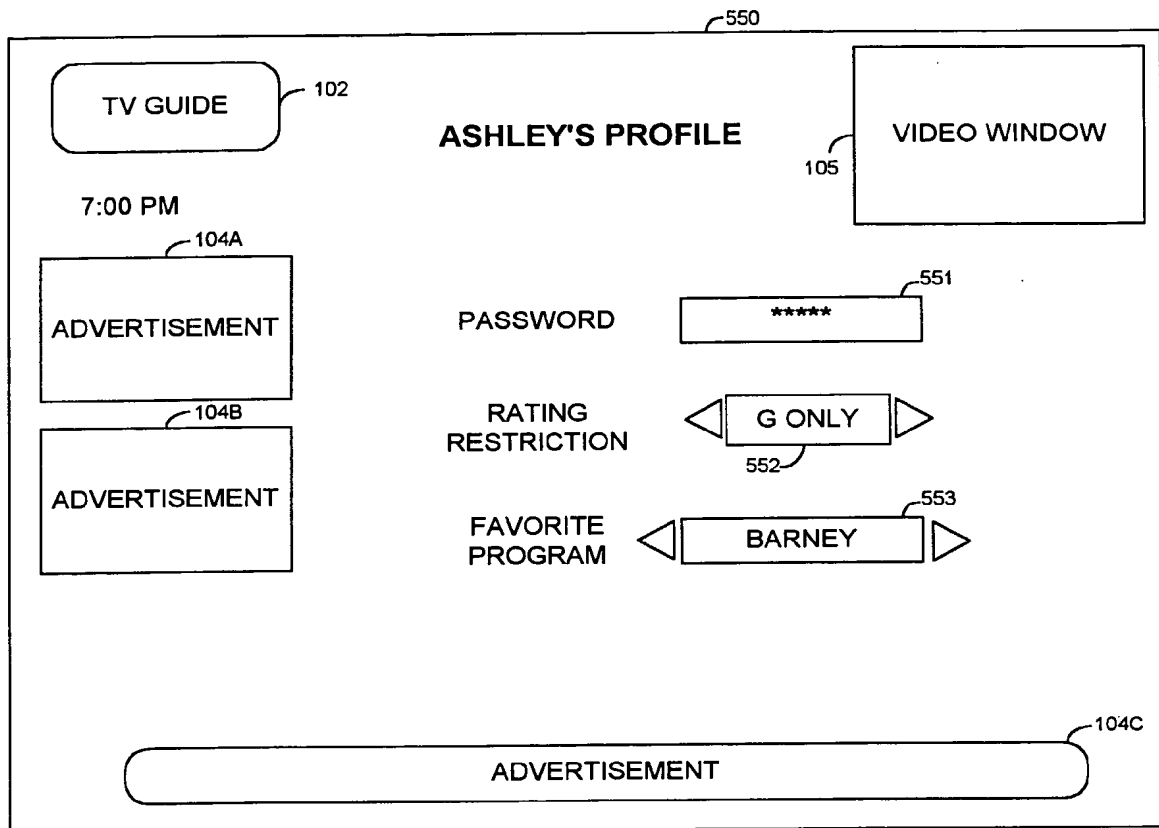 550
TV GUIDE
102
ASHLEY'S PROFILE
VIDEO WINDOW
105
7:00 PM
104A
ADVERTISEMENT
551
PASSWORD
*****
104B
ADVERTISEMENT
RATING
RESTRICTION
G ONLY
552
553
FAVORITE
PROGRAM
BARNEY
104C
ADVERTISEMENT